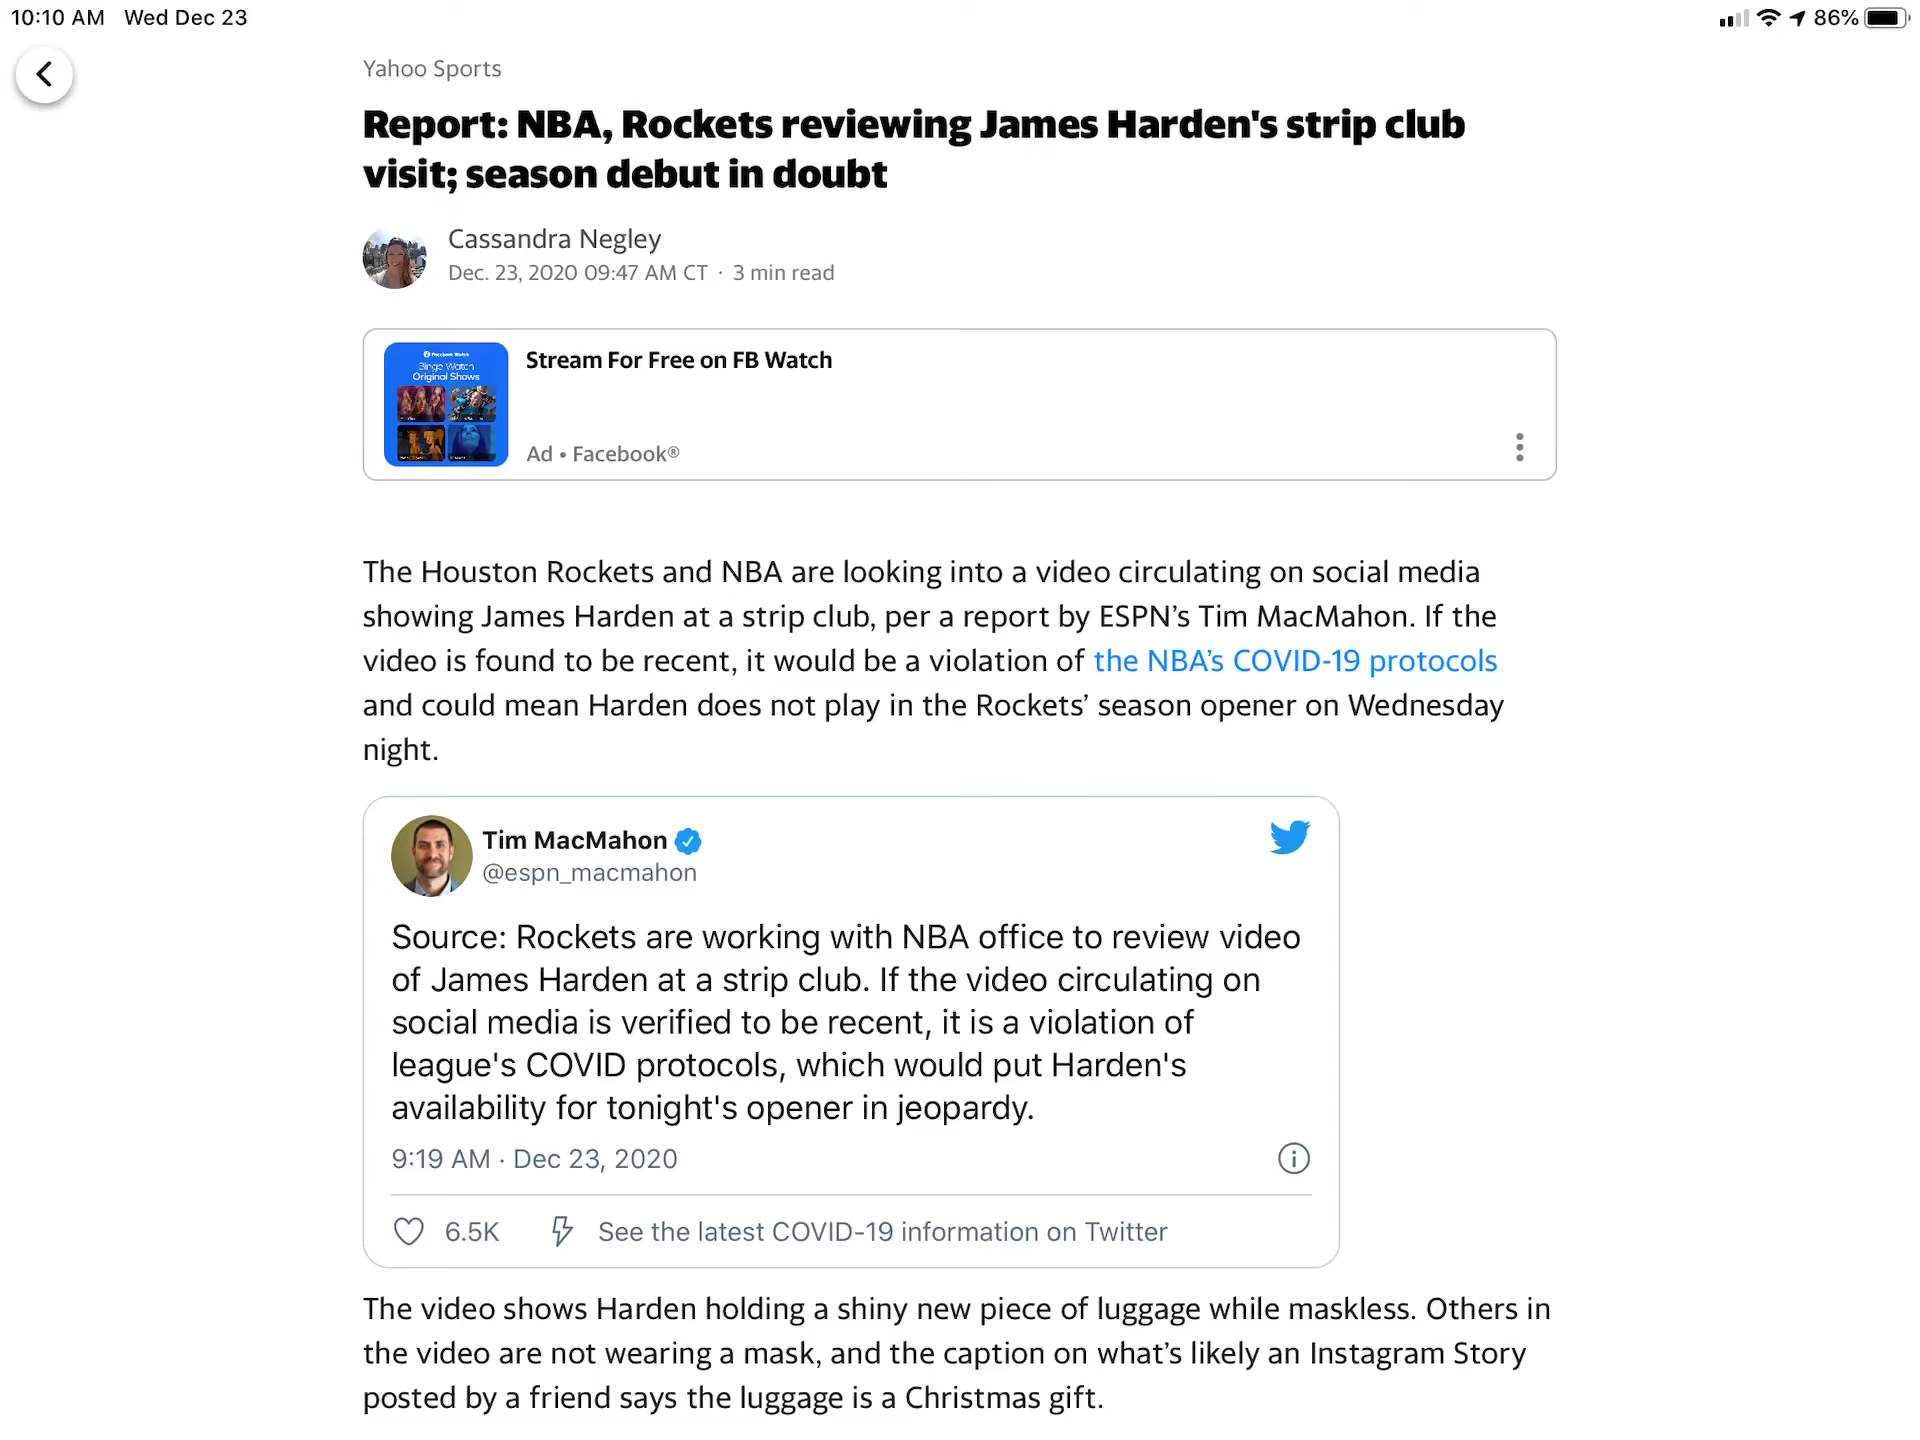 10:10 AM Wed Dec 23
86%
Yahoo Sports
Report: NBA, Rockets reviewing James Harden's strip club
visit; season debut in doubt
Cassandra Negley
Dec. 23, 2020 09:47 AM CT · 3 min read
Facebook Watch
Binge Watch
Original Shows
Stream For Free on FB Watch
Ad • Facebook®
The Houston Rockets and NBA are looking into a video circulating on social media
showing James Harden at a strip club, per a report by ESPN’s Tim MacMahon. If the
video is found to be recent, it would be a violation of the NBA’s COVID-19 protocols
and could mean Harden does not play in the Rockets’ season opener on Wednesday
night.
Tim MacMahon
@espn_macmahon
Source: Rockets are working with NBA office to review video
of James Harden at a strip club. If the video circulating on
social media is verified to be recent, it is a violation of
league's COVID protocols, which would put Harden's
availability for tonight's opener in jeopardy.
9:19 AM · Dec 23, 2020
6.5K See the latest COVID-19 information on Twitter
The video shows Harden holding a shiny new piece of luggage while maskless. Others in
the video are not wearing a mask, and the caption on what’s likely an Instagram Story
posted by a friend says the luggage is a Christmas gift.